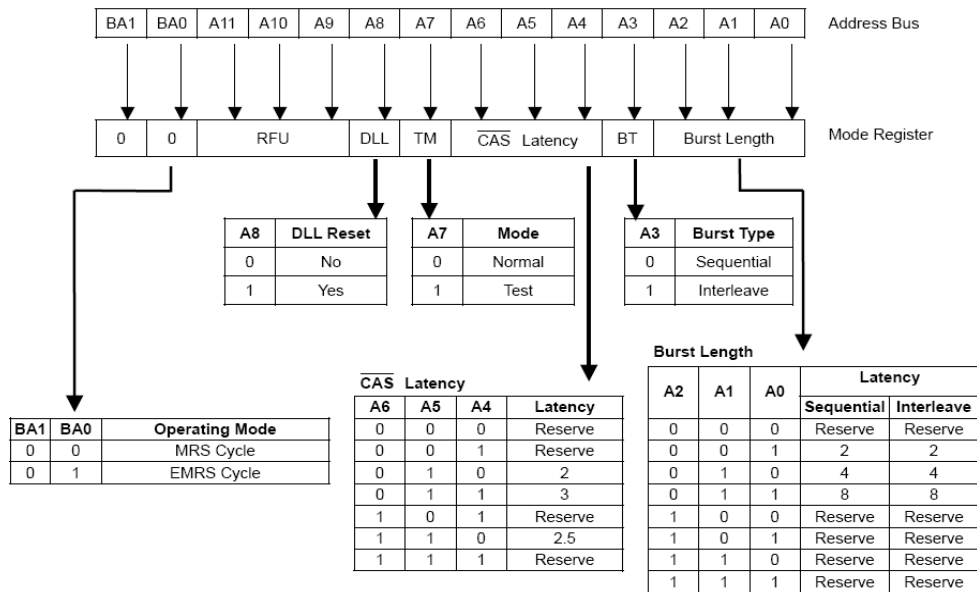 BA1 BA0 A11 A10 A9 A8 A7 A6 A5 A4 A3 A2 A1 A0 Address Bus
0 0 RFU DLL TM CAS Latency BT Burst Length Mode Register
A8 DLL Reset
0 No
1 Yes
A7 Mode
0 Normal
1 Test
A3 Burst Type
0 Sequential
1 Interleave
BA1 BA0 Operating Mode
0 0 MRS Cycle
0 1 EMRS Cycle
CAS Latency
A6 A5 A4 Latency
0 0 0 Reserve
0 0 1 Reserve
0 1 0 2
0 1 1 3
1 0 1 Reserve
1 1 0 2.5
1 1 1 Reserve
Burst Length
A2 A1 A0 Latency
Sequential Interleave
0 0 0 Reserve Reserve
0 0 1 2 2
0 1 0 4 4
0 1 1 8 8
1 0 0 Reserve Reserve
1 0 1 Reserve Reserve
1 1 0 Reserve Reserve
1 1 1 Reserve Reserve